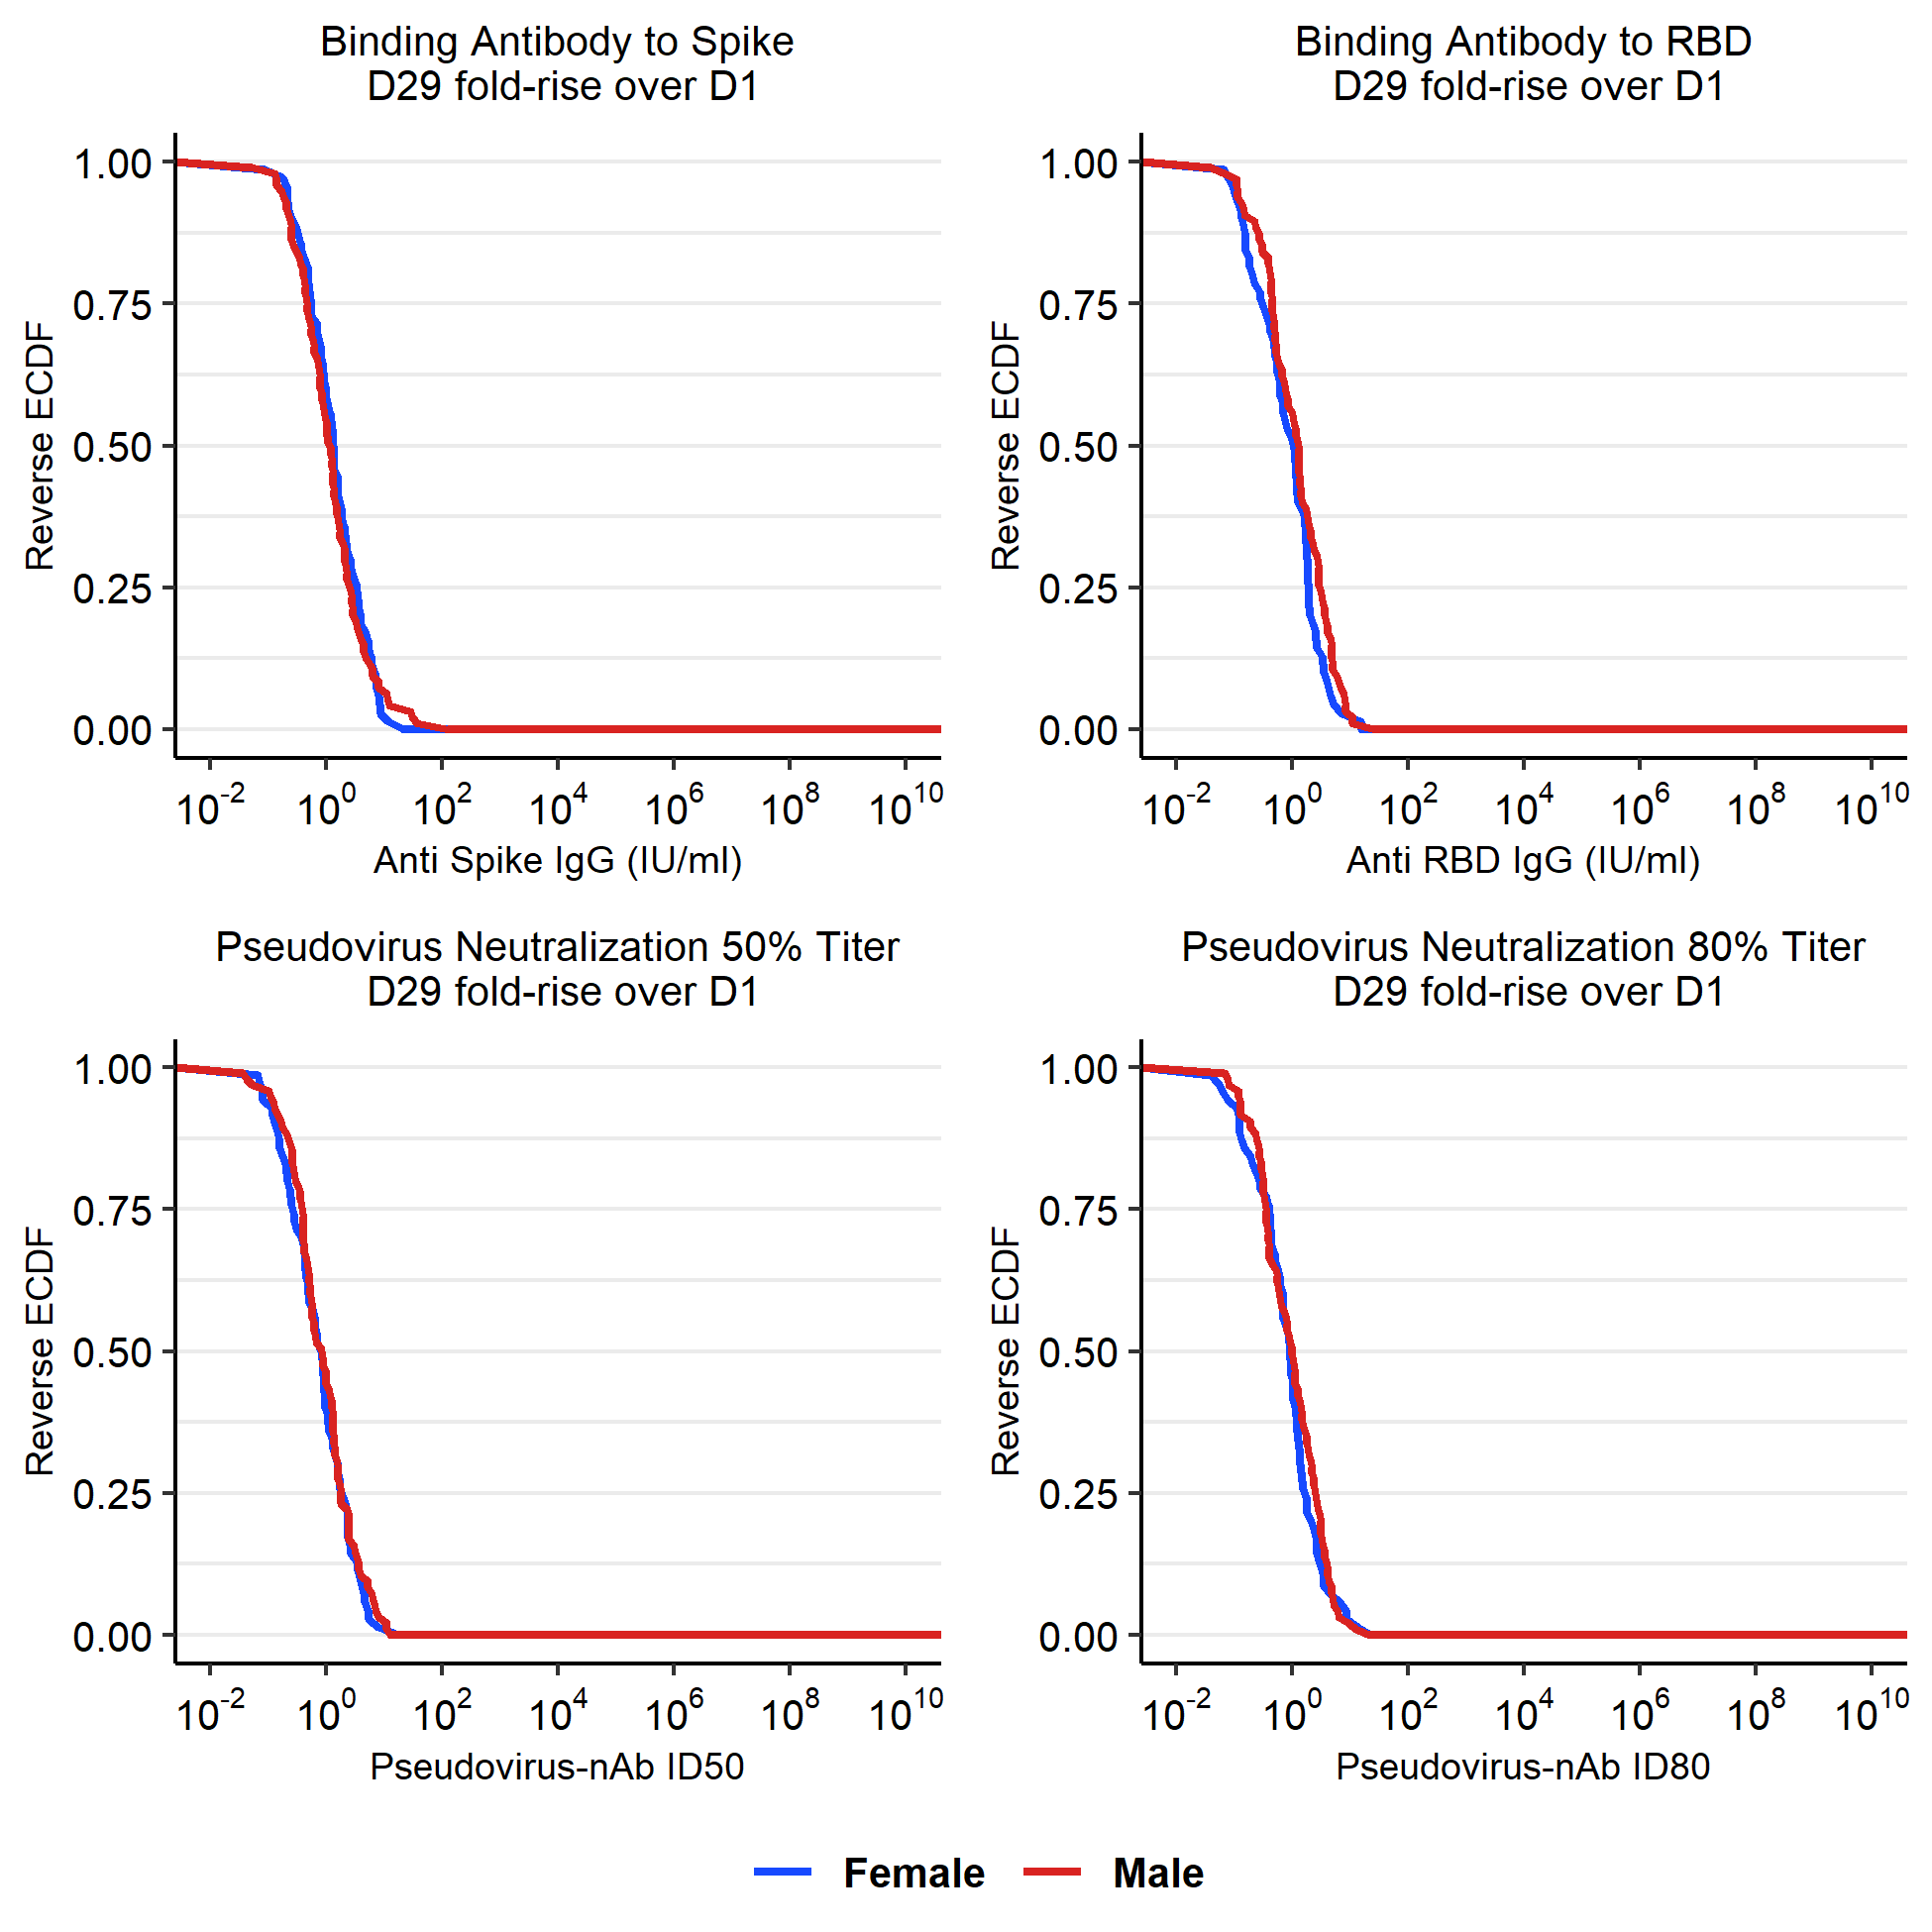 Binding Antibody to Spike
D29 fold-rise over D1
Reverse ECDF
1.00
0.75
0.50
0.25
0.00
10^-2 10^0 10^2 10^4 10^6 10^8 10^10
Anti Spike IgG (IU/ml)
Binding Antibody to RBD
D29 fold-rise over D1
Reverse ECDF
1.00
0.75
0.50
0.25
0.00
10^-2 10^0 10^2 10^4 10^6 10^8 10^10
Anti RBD IgG (IU/ml)
Pseudovirus Neutralization 50% Titer
D29 fold-rise over D1
Reverse ECDF
1.00
0.75
0.50
0.25
0.00
10^-2 10^0 10^2 10^4 10^6 10^8 10^10
Pseudovirus-nAb ID50
Pseudovirus Neutralization 80% Titer
D29 fold-rise over D1
Reverse ECDF
1.00
0.75
0.50
0.25
0.00
10^-2 10^0 10^2 10^4 10^6 10^8 10^10
Pseudovirus-nAb ID80
Female Male